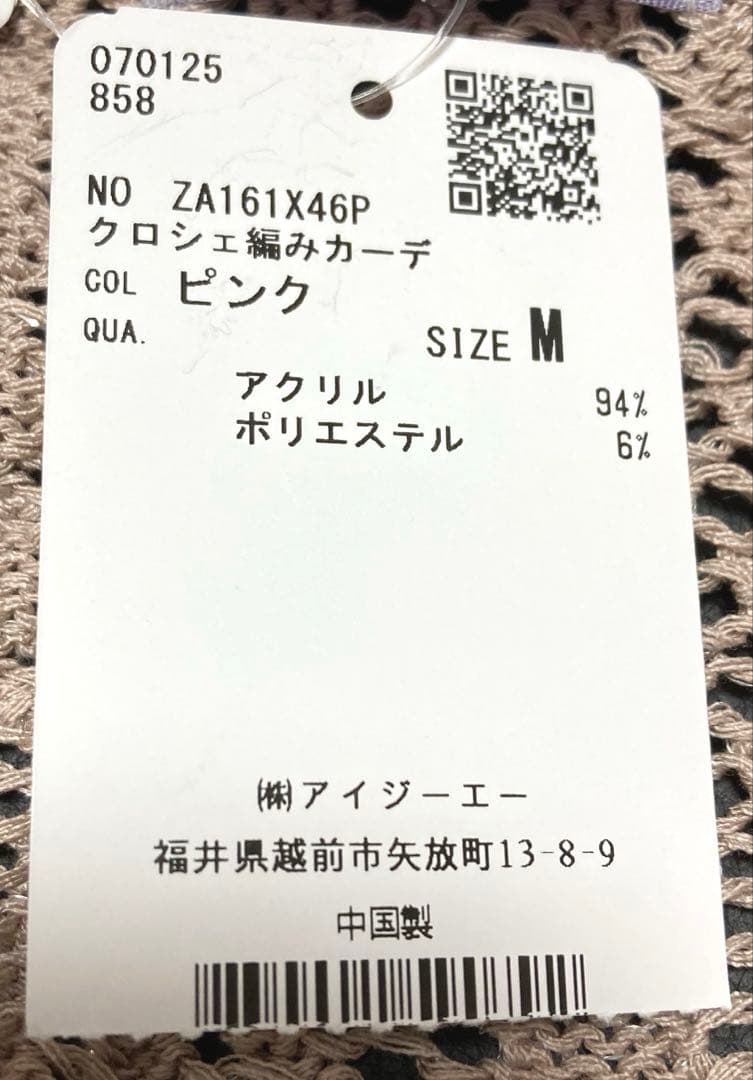 070125
858
NO ZA161X46P
クロシェ編みカーデ
COL ピンク
QUA. SIZE M
アクリル 94%
ポリエステル 6%
㈱アイジーエー
福井県越前市矢放町13-8-9
中国製